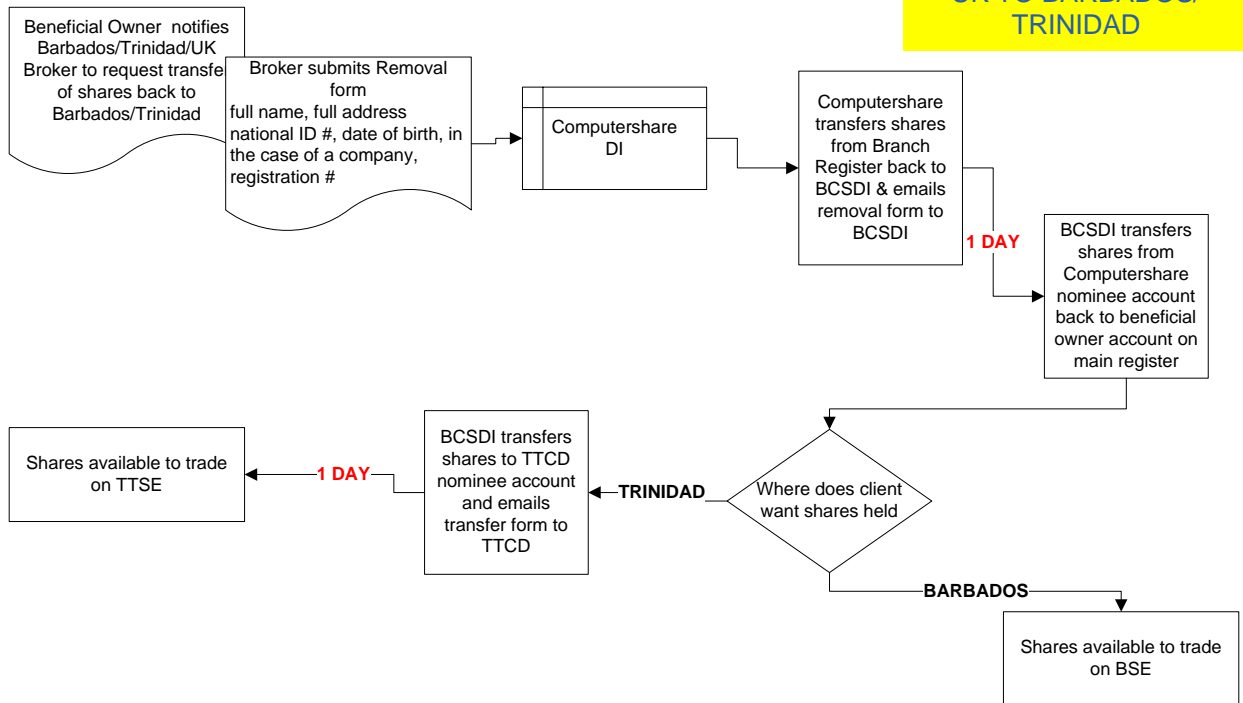 UK TO BARBADOS/
TRINIDAD
Beneficial Owner notifies
Barbados/Trinidad/UK
Broker to request transfer
of shares back to
Barbados/Trinidad
Broker submits Removal
form
full name, full address
national ID #, date of birth, in
the case of a company,
registration #
Computershare
DI
Computershare
transfers shares
from Branch
Register back to
BCSDI & emails
removal form to
BCSDI
1 DAY
BCSDI transfers
shares from
Computershare
nominee account
back to beneficial
owner account on
main register
Where does client
want shares held
TRINIDAD
BCSDI transfers
shares to TTCD
nominee account
and emails
transfer form to
TTCD
1 DAY
Shares available to trade
on TTSE
BARBADOS
Shares available to trade
on BSE